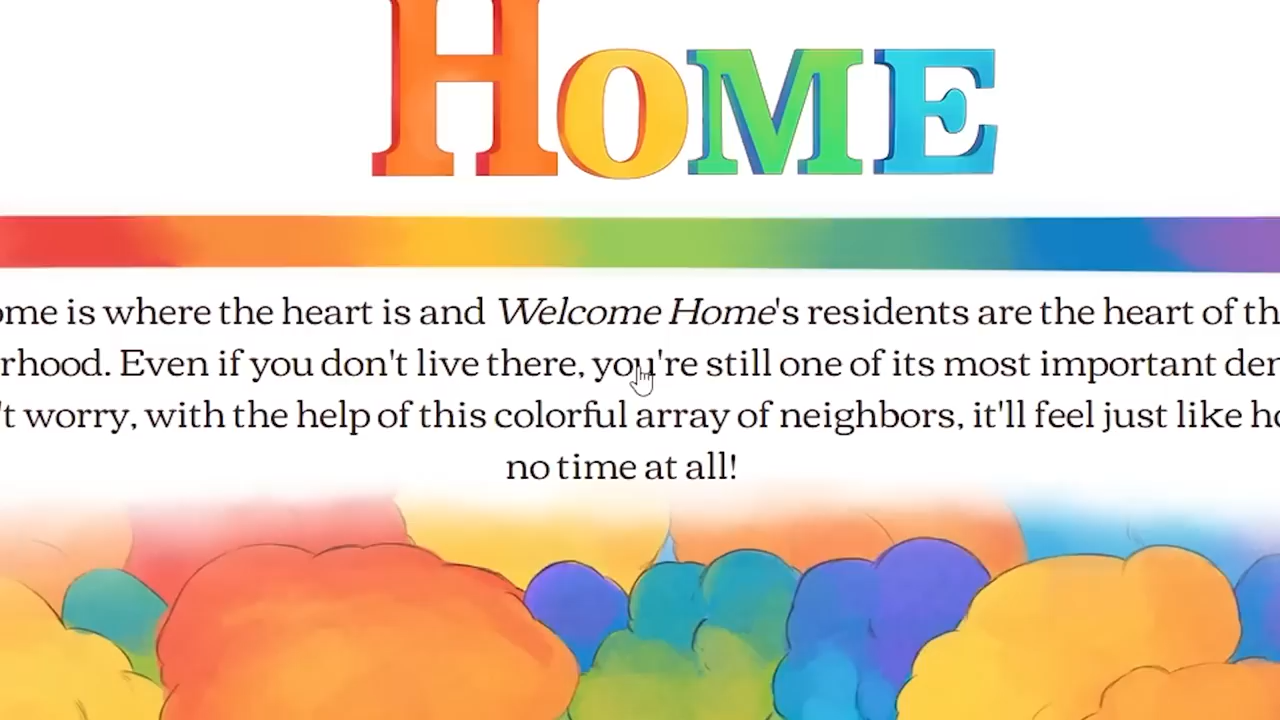 HOME
ome is where the heart is and Welcome Home's residents are the heart of th
rhood. Even if you don't live there, you're still one of its most important den
't worry, with the help of this colorful array of neighbors, it'll feel just like ho
no time at all!